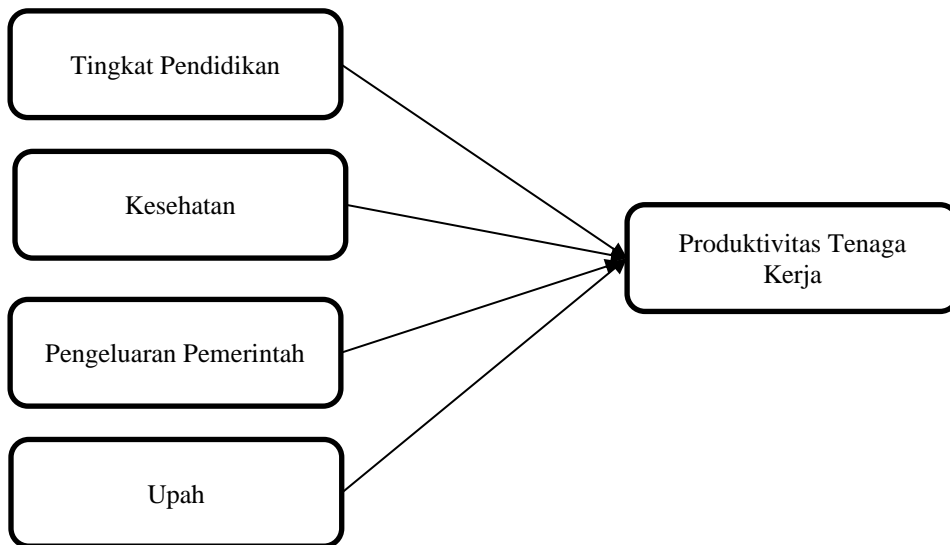 Tingkat Pendidikan
Kesehatan
Pengeluaran Pemerintah
Upah
Produktivitas Tenaga
Kerja